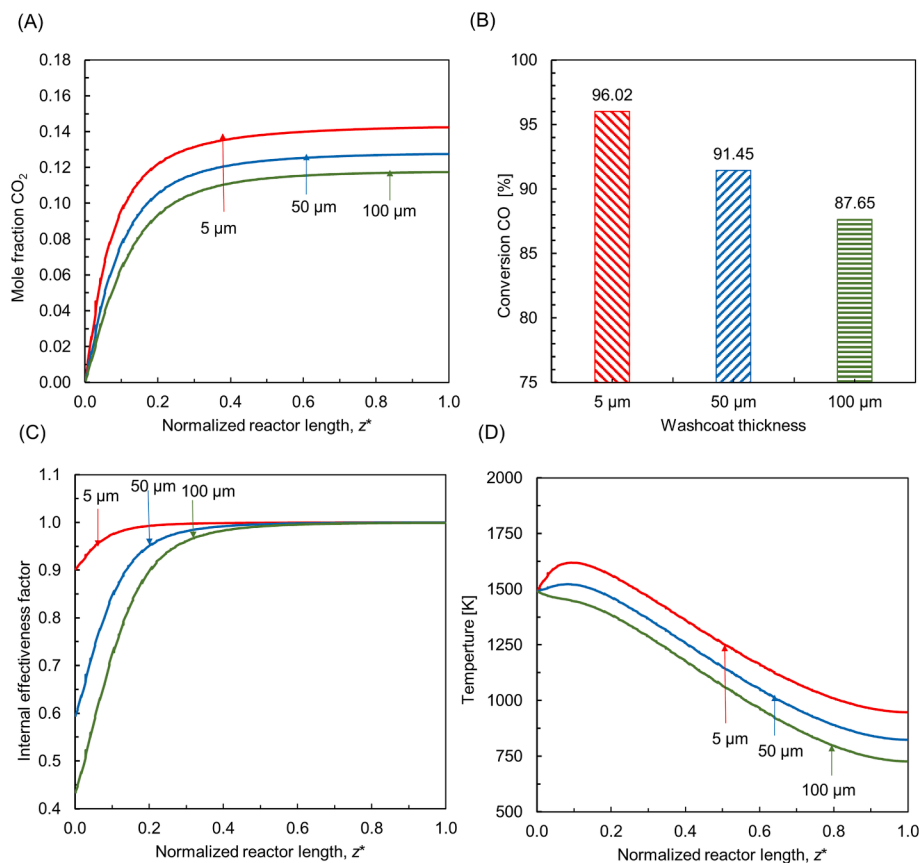 (A)
Mole fraction CO2
0.18
0.16
0.14
0.12
0.10
0.08
0.06
0.04
0.02
0.00
5 µm
50 µm
100 µm
0.0 0.2 0.4 0.6 0.8 1.0
Normalized reactor length, z*
(B)
Conversion CO [%]
100
95
90
85
80
75
96.02
91.45
87.65
5 µm 50 µm 100 µm
Washcoat thickness
(C)
Internal effectiveness factor
1.1
1.0
0.9
0.8
0.7
0.6
0.5
0.4
5 µm
50 µm
100 µm
0.0 0.2 0.4 0.6 0.8 1.0
Normalized reactor length, z*
(D)
Temperture [K]
2000
1750
1500
1250
1000
750
500
5 µm
50 µm
100 µm
0.0 0.2 0.4 0.6 0.8 1.0
Normalized reactor length, z*